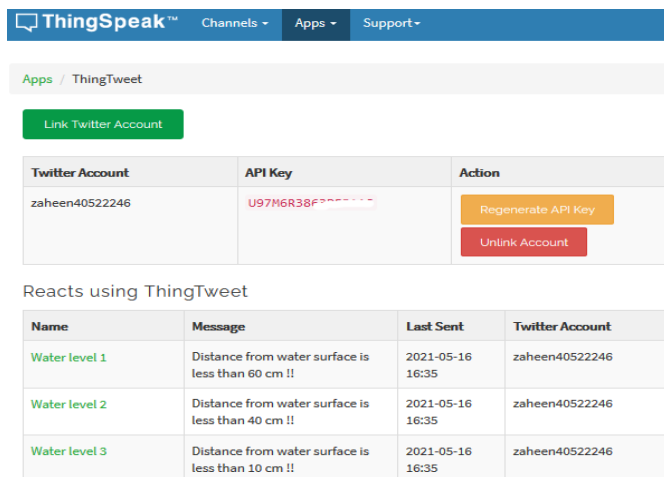 ThingSpeak™ Channels Apps Support
Apps / ThingTweet
Link Twitter Account
Twitter Account API Key Action
zaheen40522246 Regenerate API Key
Unlink Account
Reacts using ThingTweet
Name Message Last Sent Twitter Account
Water level 1 Distance from water surface is 2021-05-16 zaheen40522246
less than 60 cm !! 16:35
Water level 2 Distance from water surface is 2021-05-16 zaheen40522246
less than 40 cm !! 16:35
Water level 3 Distance from water surface is 2021-05-16 zaheen40522246
less than 10 cm !! 16:35